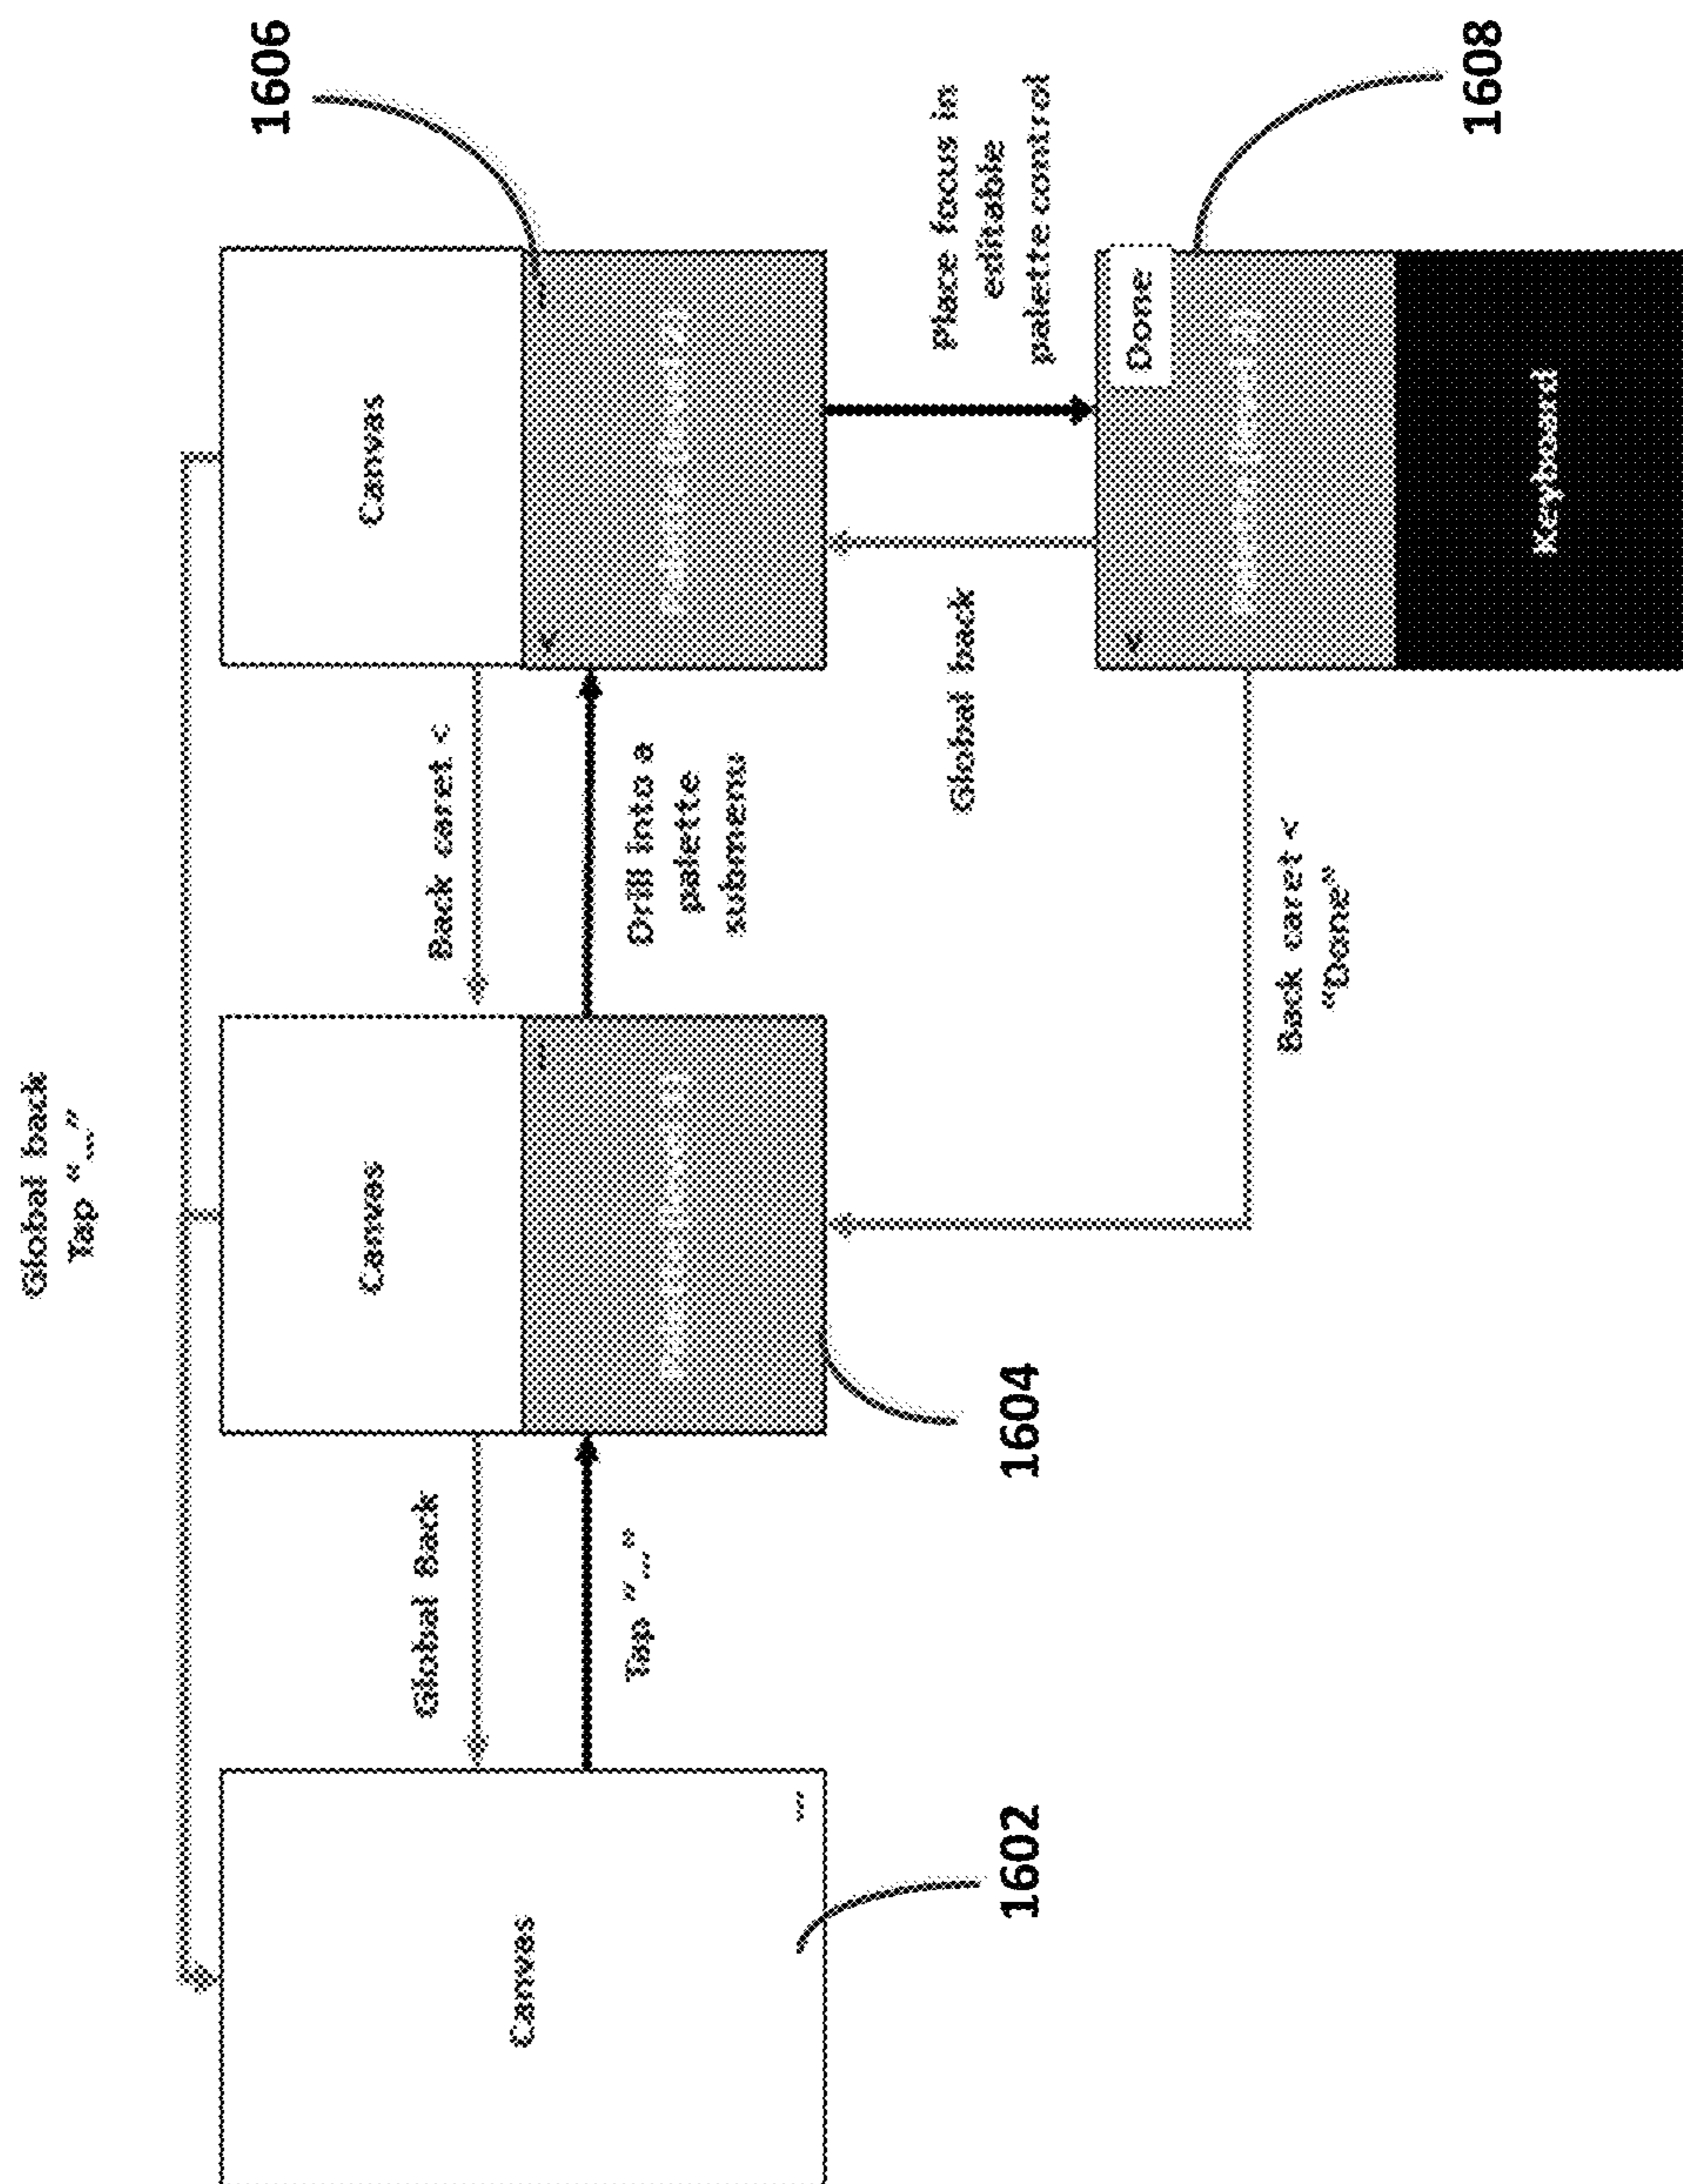 Global back
Tap “...”
1606
Canvas
Canvas
Global Back
Back caret <
Canvas
...
<
Tap “...“
Drill into a
palette
submenu
...
Global back
Place focus in
editable
palette control
1602
1604
<
Done
Back caret <
“Done”
1608
Keyboard